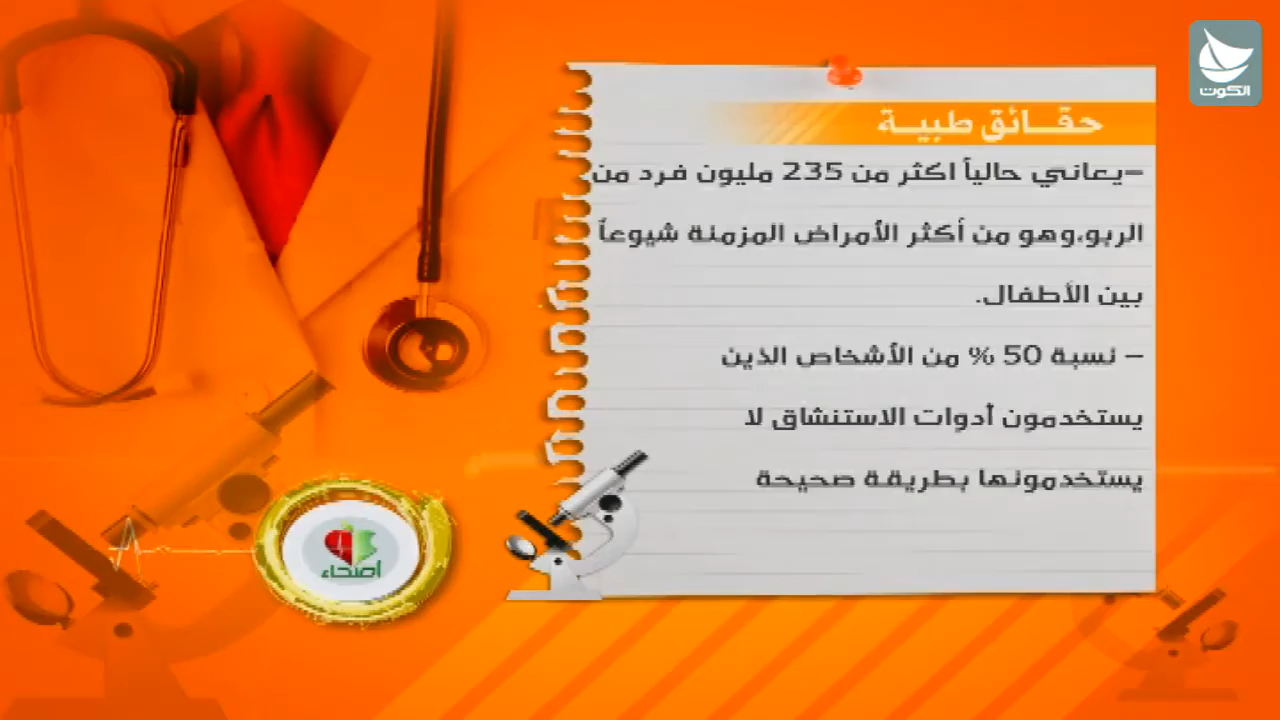 الكوت
حقائق طبية
-يعاني حالياً اكثر من 235 مليون فرد من
الربو،وهو من أكثر الأمراض المزمنة شيوعاً
بين الأطفال.
- نسبة 50 % من الأشخاص الذين
يستخدمون أدوات الاستنشاق لا
يستخدمونها بطريقة صحيحة
أصحاء